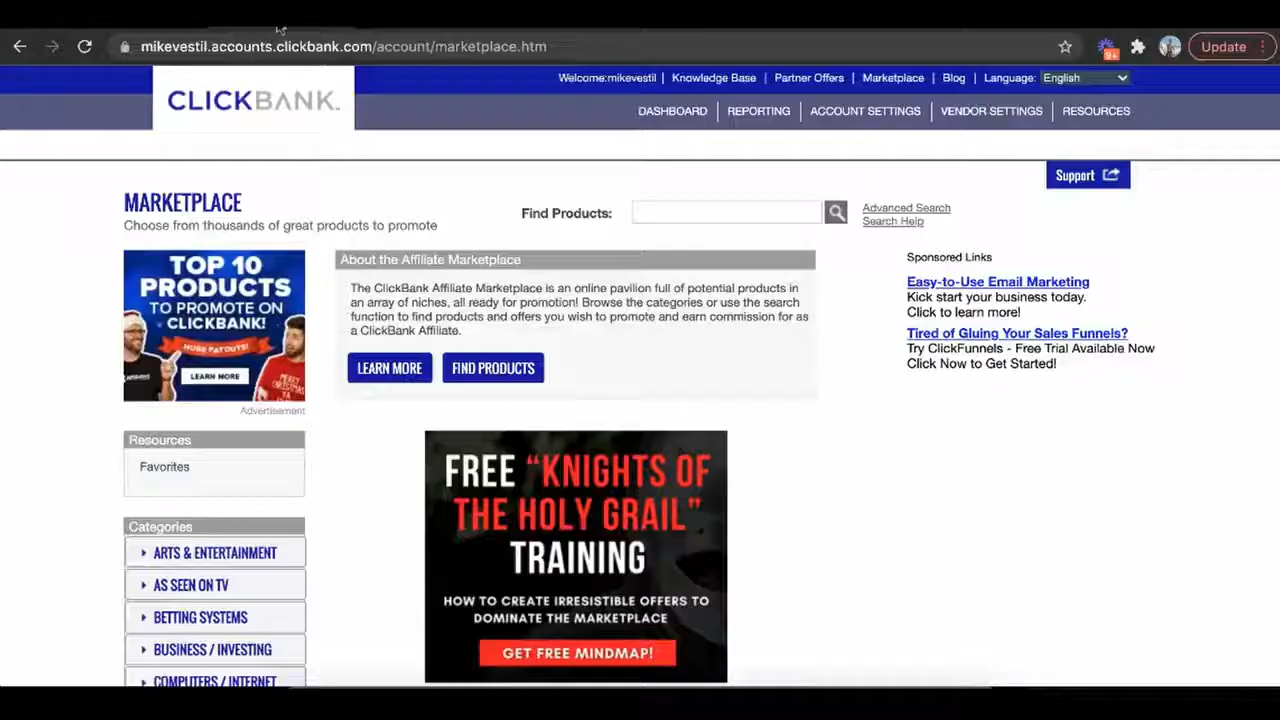 mikevestil.accounts.clickbank.com/account/marketplace.htm
9+
Update
Welcome:mikevestil | Knowledge Base | Partner Offers | Marketplace | Blog | Language: English
CLICKBANK
DASHBOARD | REPORTING | ACCOUNT SETTINGS | VENDOR SETTINGS | RESOURCES
Support
MARKETPLACE
Choose from thousands of great products to promote
Find Products:
Advanced Search
Search Help
TOP 10
PRODUCTS
TO PROMOTE ON
CLICKBANK!
HUGE PAYOUTS!
LEARN MORE
MERRY
CHRISTMAS
YA
Advertisement
About the Affiliate Marketplace
The ClickBank Affiliate Marketplace is an online pavilion full of potential products in
an array of niches, all ready for promotion! Browse the categories or use the search
function to find products and offers you wish to promote and earn commission for as
a ClickBank Affiliate.
LEARN MORE
FIND PRODUCTS
Sponsored Links
Easy-to-Use Email Marketing
Kick start your business today.
Click to learn more!
Tired of Gluing Your Sales Funnels?
Try ClickFunnels - Free Trial Available Now
Click Now to Get Started!
Resources
Favorites
Categories
ARTS & ENTERTAINMENT
AS SEEN ON TV
BETTING SYSTEMS
BUSINESS / INVESTING
COMPUTERS / INTERNET
FREE “KNIGHTS OF
THE HOLY GRAIL”
TRAINING
HOW TO CREATE IRRESISTIBLE OFFERS TO
DOMINATE THE MARKETPLACE
GET FREE MINDMAP!